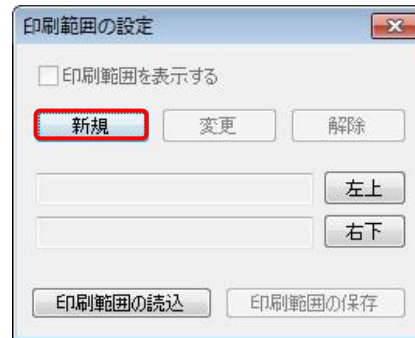 印刷範囲の設定
印刷範囲を表示する
新規 変更 解除
左上
右下
印刷範囲の読込 印刷範囲の保存